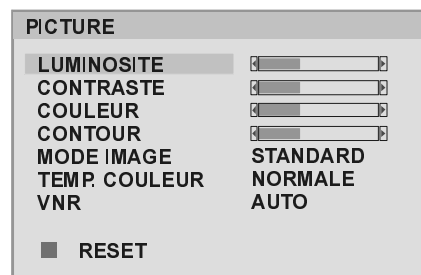 PICTURE
LUMINOSITE
CONTRASTE
COULEUR
CONTOUR
MODE IMAGE STANDARD
TEMP. COULEUR NORMALE
VNR AUTO
RESET